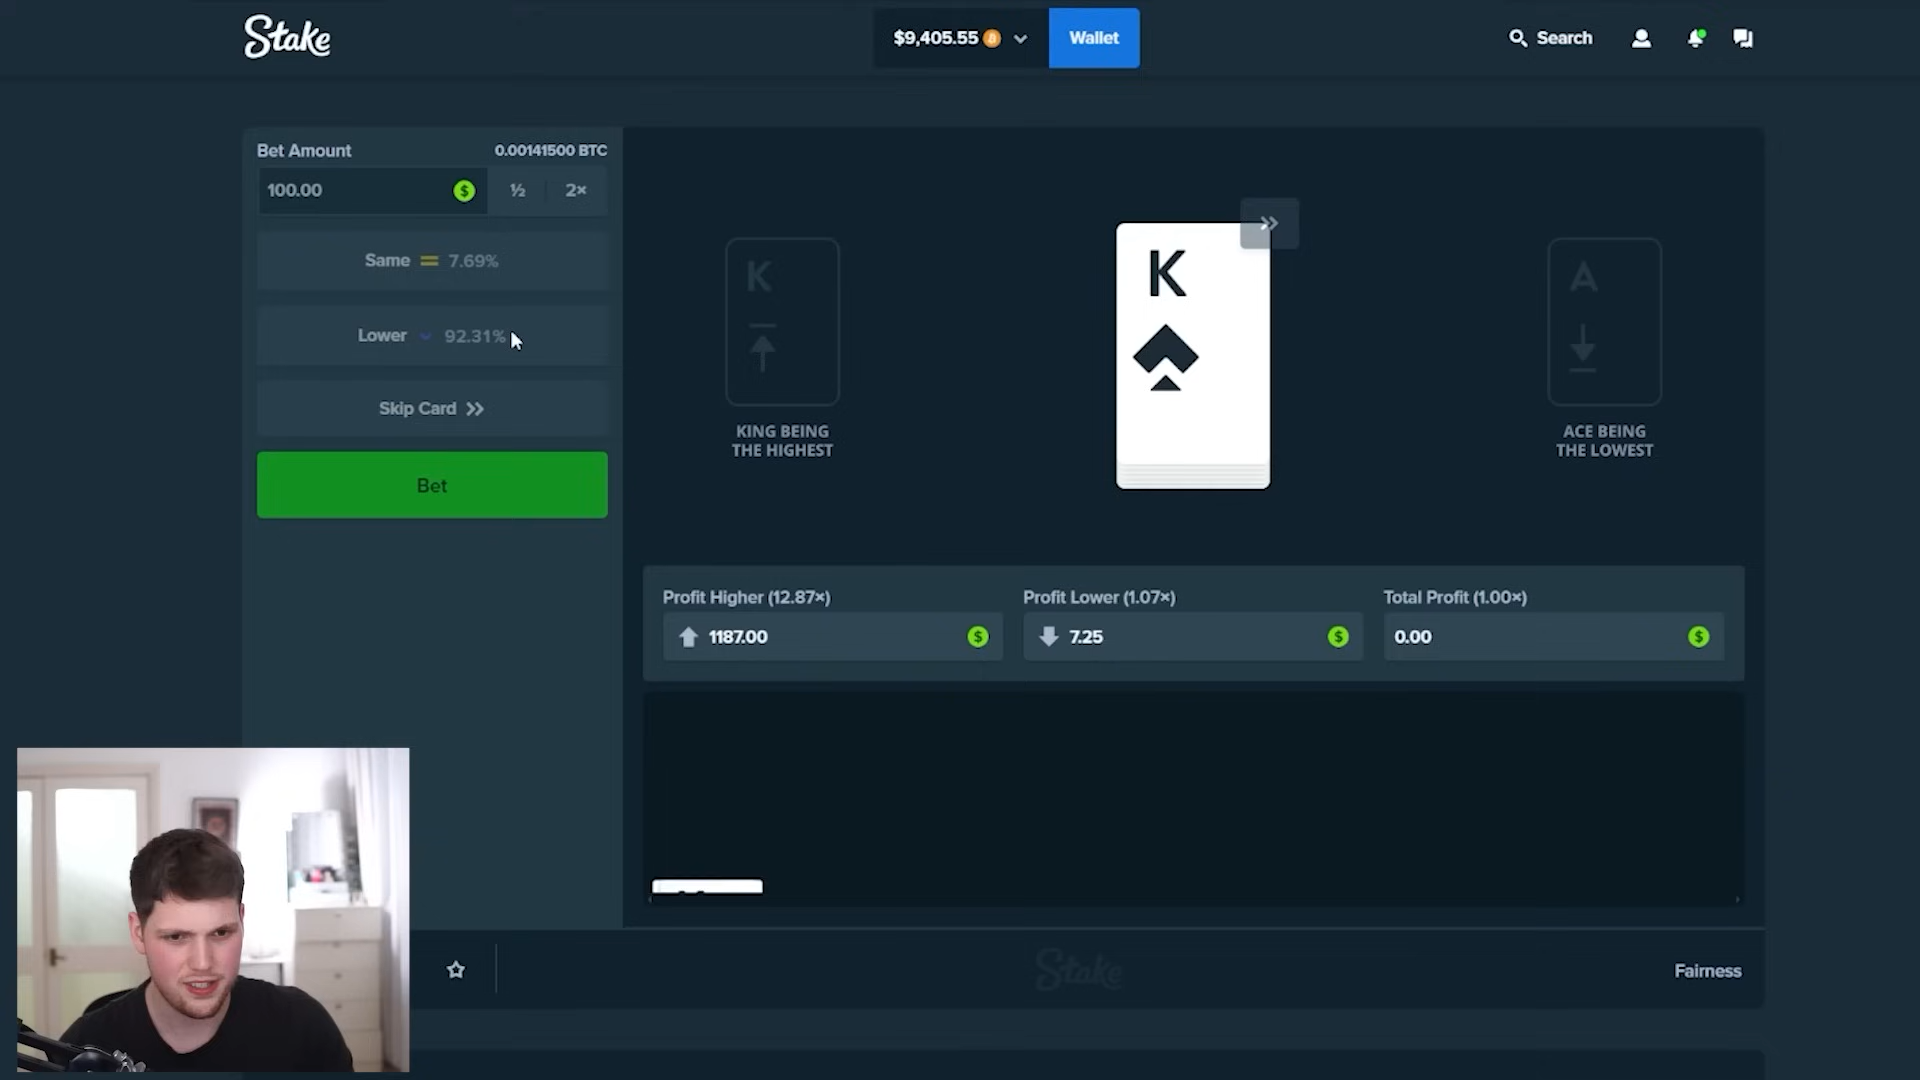 Stake
$9,405.55
Wallet
Search
Bet Amount
0.00141500 BTC
100.00
$
½
2×
Same = 7.69%
Lower 92.31%
Skip Card »
Bet
K
KING BEING
THE HIGHEST
K
A
ACE BEING
THE LOWEST
Profit Higher (12.87×)
1187.00
$
Profit Lower (1.07×)
7.25
$
Total Profit (1.00×)
0.00
$
Stake
Fairness